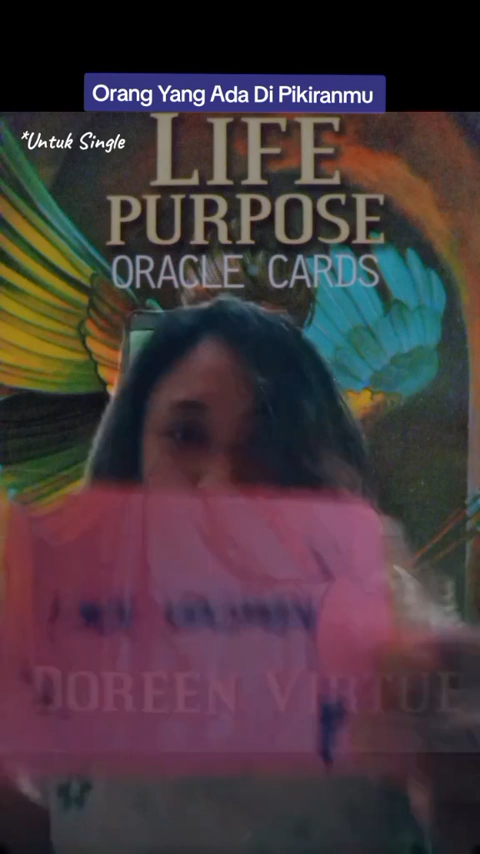 Orang Yang Ada Di Pikiranmu
*Untuk Single
LIFE
PURPOSE
ORACLE CARDS
DOREEN VIRTUE